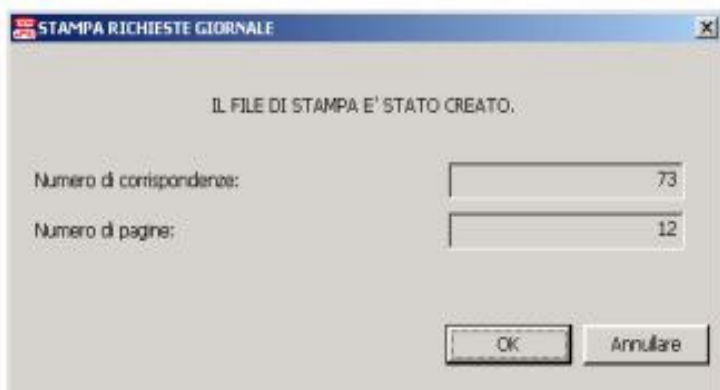 STAMPA RICHIESTE GIORNALE
IL FILE DI STAMPA E' STATO CREATO.
Numero di corrispondenze: 73
Numero di pagine: 12
OK Annullare